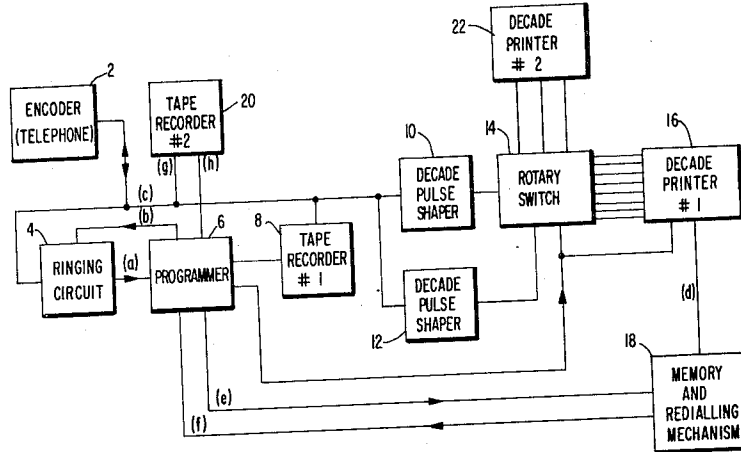 22
DECADE
PRINTER
# 2
2
ENCODER
(TELEPHONE)
TAPE
RECORDER
#2
20
(g)
(h)
10
DECADE
PULSE
SHAPER
14
ROTARY
SWITCH
16
DECADE
PRINTER
# 1
(c)
(b)
4
RINGING
CIRCUIT
(a)
6
PROGRAMMER
8
TAPE
RECORDER
# 1
DECADE
PULSE
SHAPER
12
(d)
18
MEMORY
AND
REDIALLING
MECHANISM
(e)
(f)